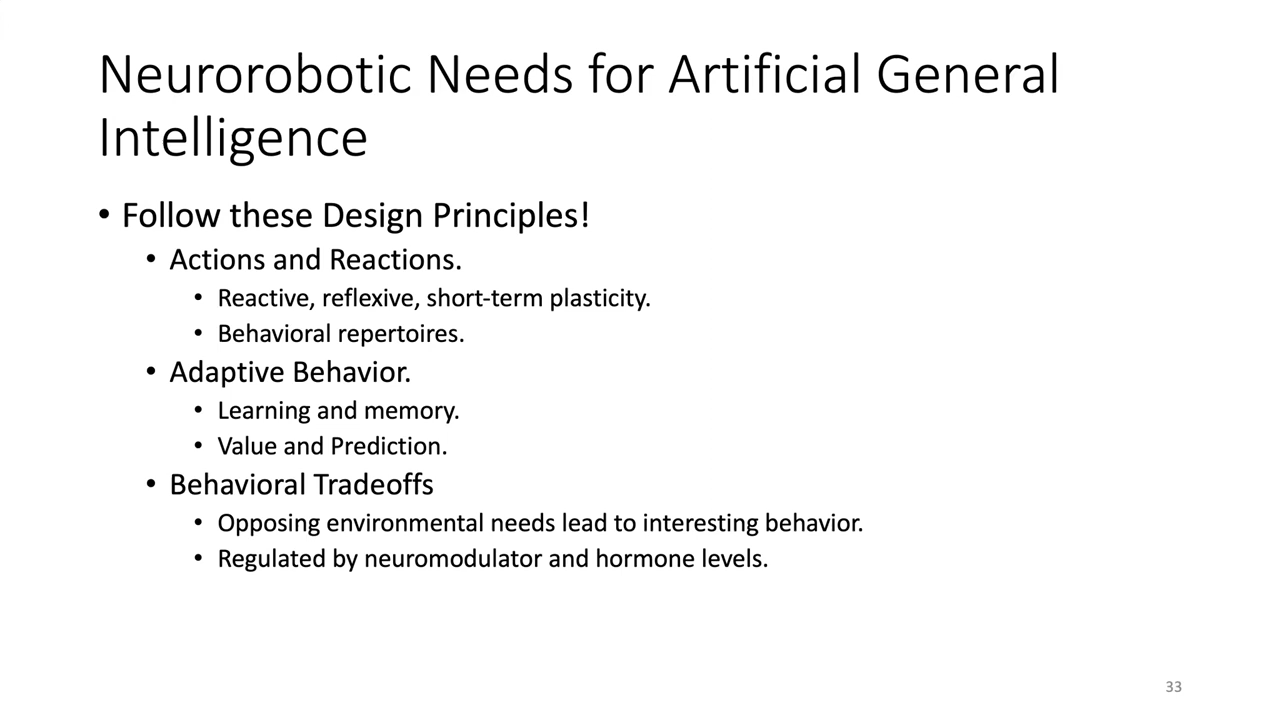 Neurorobotic Needs for Artificial General
Intelligence
• Follow these Design Principles!
• Actions and Reactions.
• Reactive, reflexive, short-term plasticity.
• Behavioral repertoires.
• Adaptive Behavior.
• Learning and memory.
• Value and Prediction.
• Behavioral Tradeoffs
• Opposing environmental needs lead to interesting behavior.
• Regulated by neuromodulator and hormone levels.
33